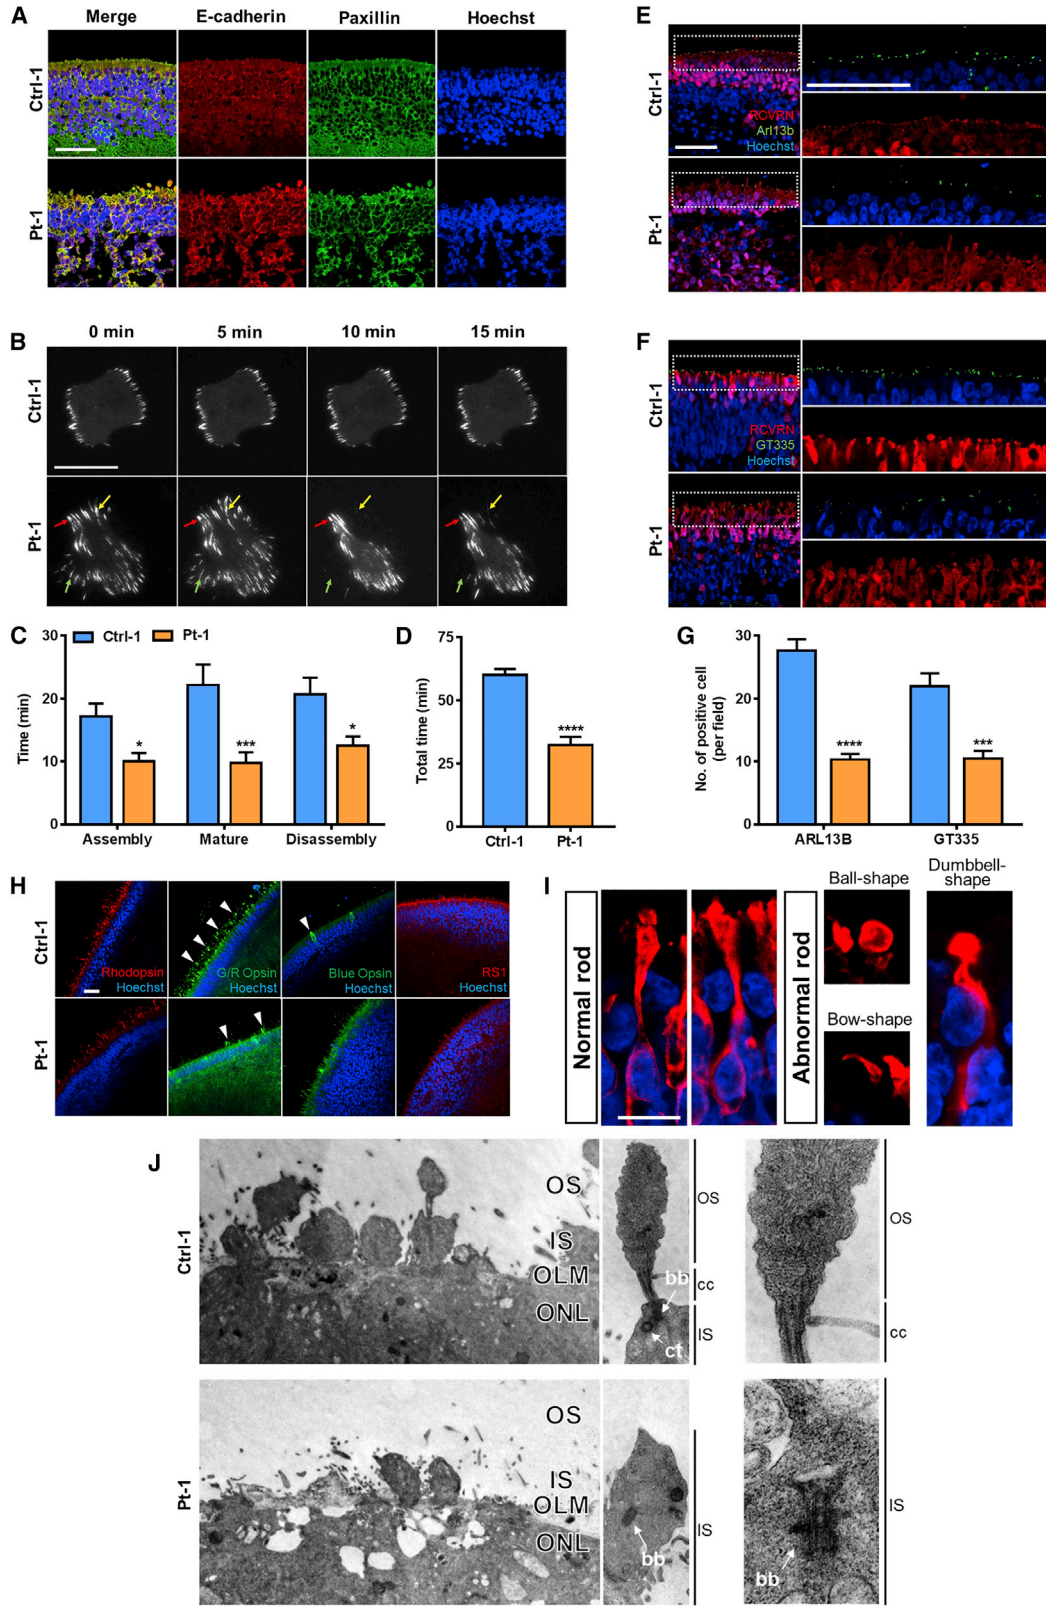 A
Merge E-cadherin Paxillin Hoechst
Ctrl-1
Pt-1
B
0 min 5 min 10 min 15 min
Ctrl-1
Pt-1
C
Ctrl-1 Pt-1
Time (min)
30
20
10
0
* *** *
Assembly Mature Disassembly
D
Total time (min)
75
50
25
0
****
Ctrl-1 Pt-1
E
Ctrl-1
RCVRN
Arl13b
Hoechst
Pt-1
F
Ctrl-1
RCVRN
GT335
Hoechst
Pt-1
G
No. of positive cell
(per field)
30
20
10
0
**** ***
ARL13B GT335
H
Ctrl-1
Rhodopsin
Hoechst
G/R Opsin
Hoechst
Blue Opsin
Hoechst
RS1
Hoechst
Pt-1
I
Normal rod
Abnormal rod
Ball-shape
Bow-shape
Dumbbell-
shape
J
Ctrl-1
OS
IS
OLM
ONL
bb
ct
OS
cc
IS
OS
cc
Pt-1
OS
IS
OLM
ONL
bb
IS
bb
IS